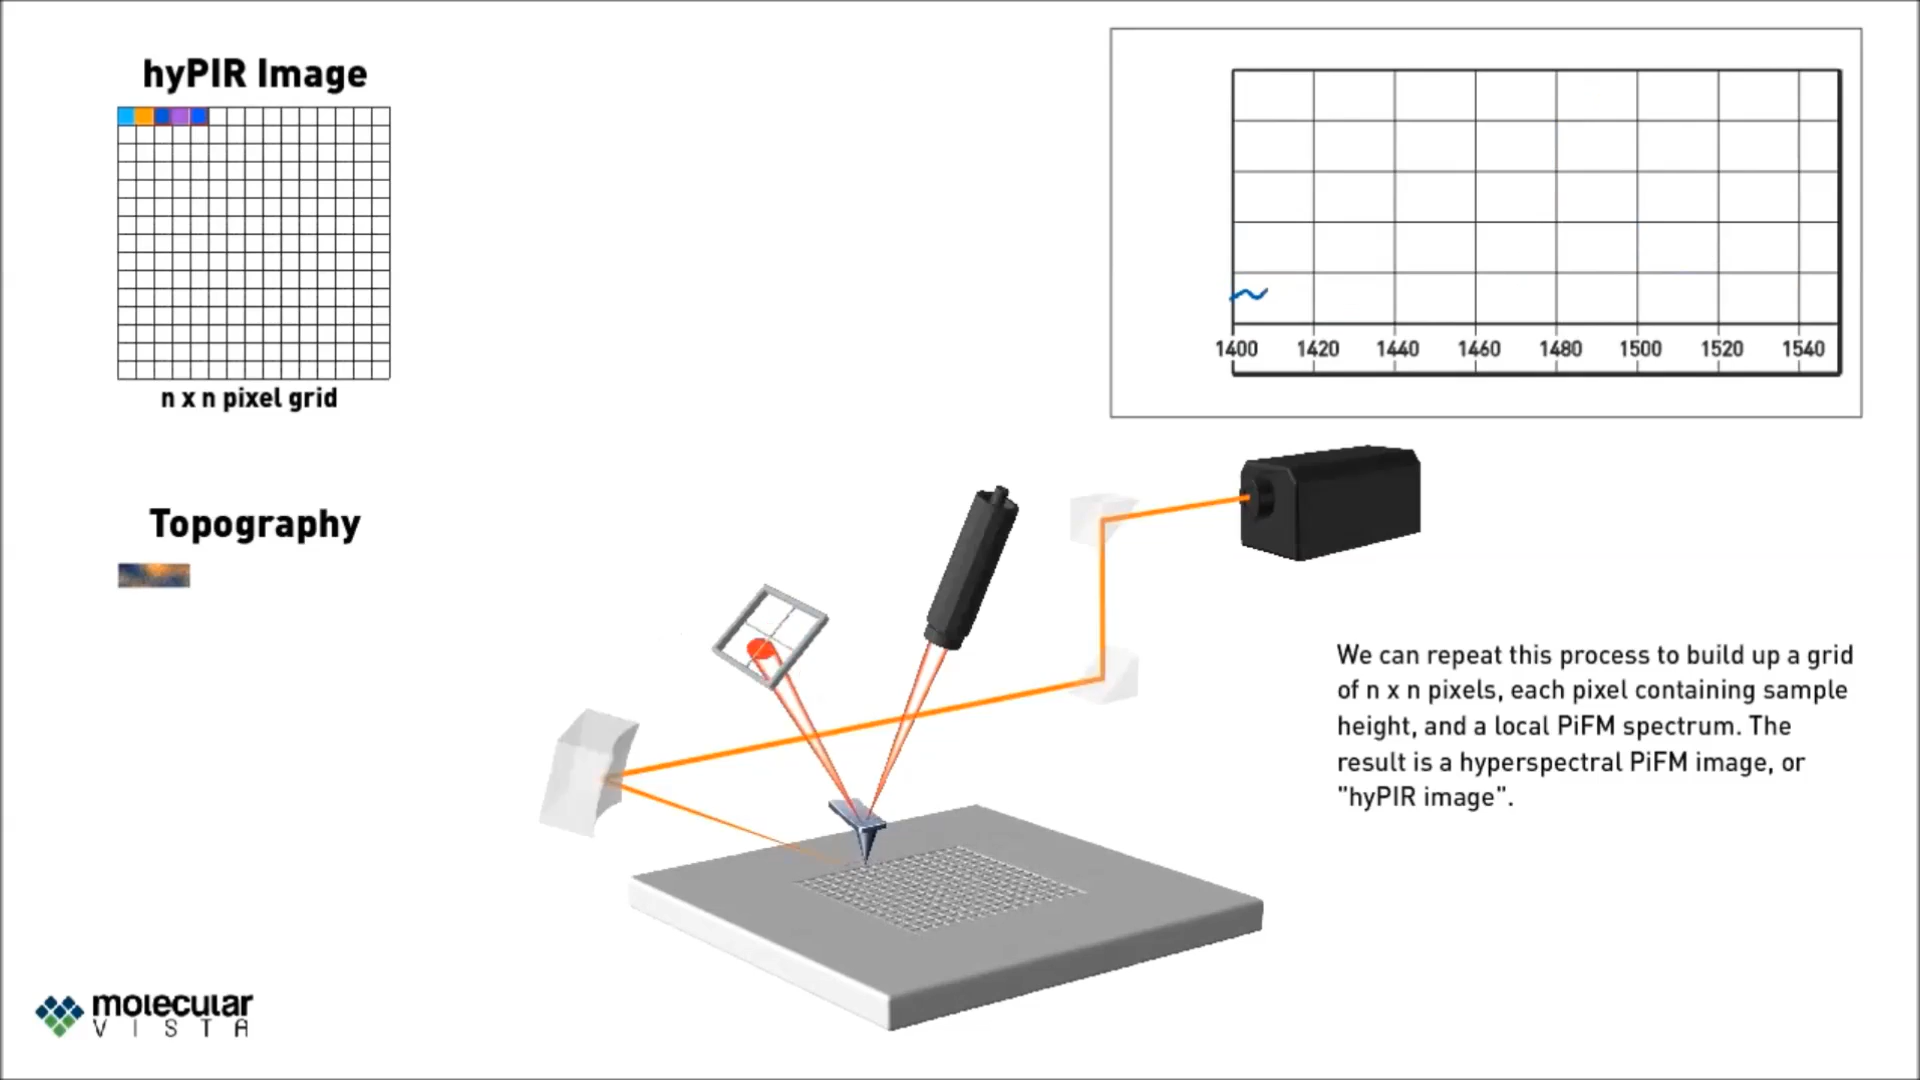 hyPIR Image
n x n pixel grid
1400 1420 1440 1460 1480 1500 1520 1540
Topography
We can repeat this process to build up a grid
of n x n pixels, each pixel containing sample
height, and a local PiFM spectrum. The
result is a hyperspectral PiFM image, or
"hyPIR image".
molecular
VISTA